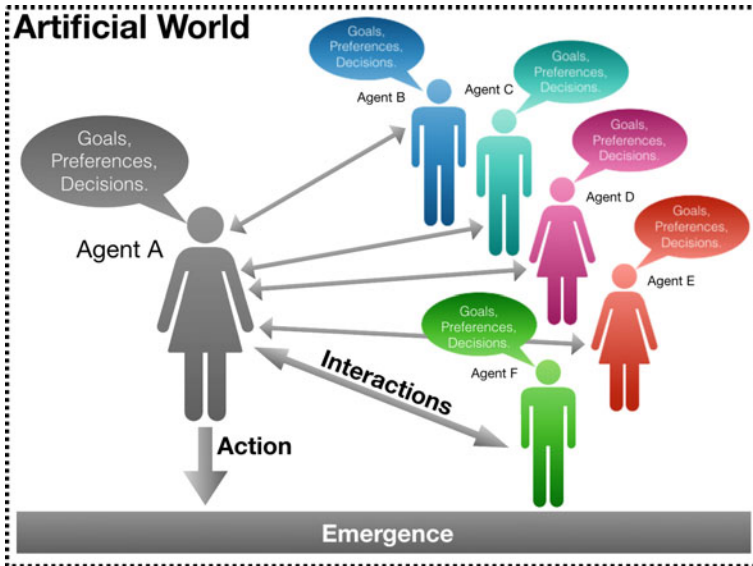 Artificial World
Goals,
Preferences,
Decisions.
Agent B
Goals,
Preferences,
Decisions.
Agent C
Goals,
Preferences,
Decisions.
Agent A
Goals,
Preferences,
Decisions.
Agent D
Goals,
Preferences,
Decisions.
Agent E
Goals,
Preferences,
Decisions.
Agent F
Interactions
Action
Emergence